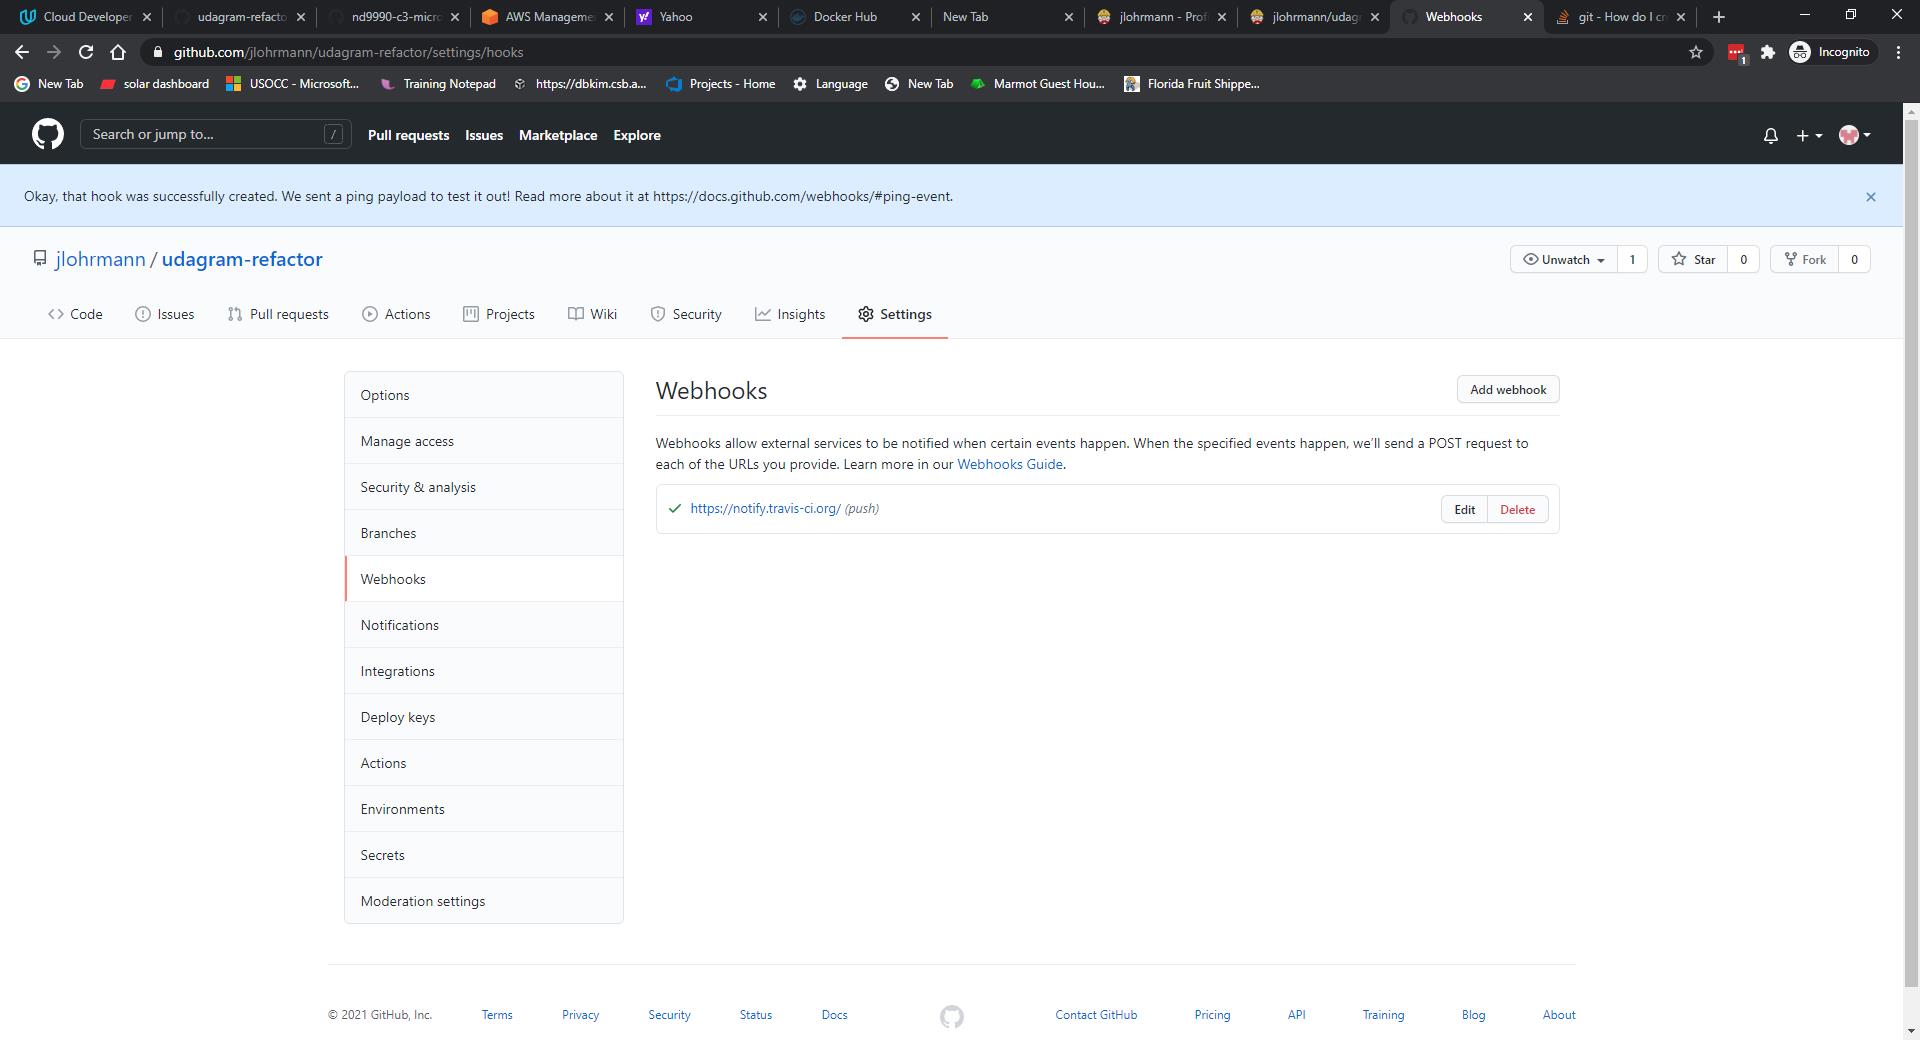 Cloud Developer
udagram-refacto
nd9990-c3-micro
AWS Manageme
Yahoo
Docker Hub
New Tab
jlohrmann - Prof
jlohrmann/udagr
Webhooks
git - How do I cr
github.com/jlohrmann/udagram-refactor/settings/hooks
1
Incognito
New Tab
solar dashboard
USOCC - Microsoft...
Training Notepad
https://dbkim.csb.a...
Projects - Home
Language
New Tab
Marmot Guest Hou...
Florida Fruit Shippe...
Search or jump to...
/
Pull requests
Issues
Marketplace
Explore
Okay, that hook was successfully created. We sent a ping payload to test it out! Read more about it at https://docs.github.com/webhooks/#ping-event.
jlohrmann / udagram-refactor
Unwatch 1
Star 0
Fork 0
Code
Issues
Pull requests
Actions
Projects
Wiki
Security
Insights
Settings
Options
Manage access
Security & analysis
Branches
Webhooks
Notifications
Integrations
Deploy keys
Actions
Environments
Secrets
Moderation settings
Webhooks
Add webhook
Webhooks allow external services to be notified when certain events happen. When the specified events happen, we'll send a POST request to
each of the URLs you provide. Learn more in our Webhooks Guide.
https://notify.travis-ci.org/ (push)
Edit
Delete
© 2021 GitHub, Inc.
Terms
Privacy
Security
Status
Docs
Contact GitHub
Pricing
API
Training
Blog
About